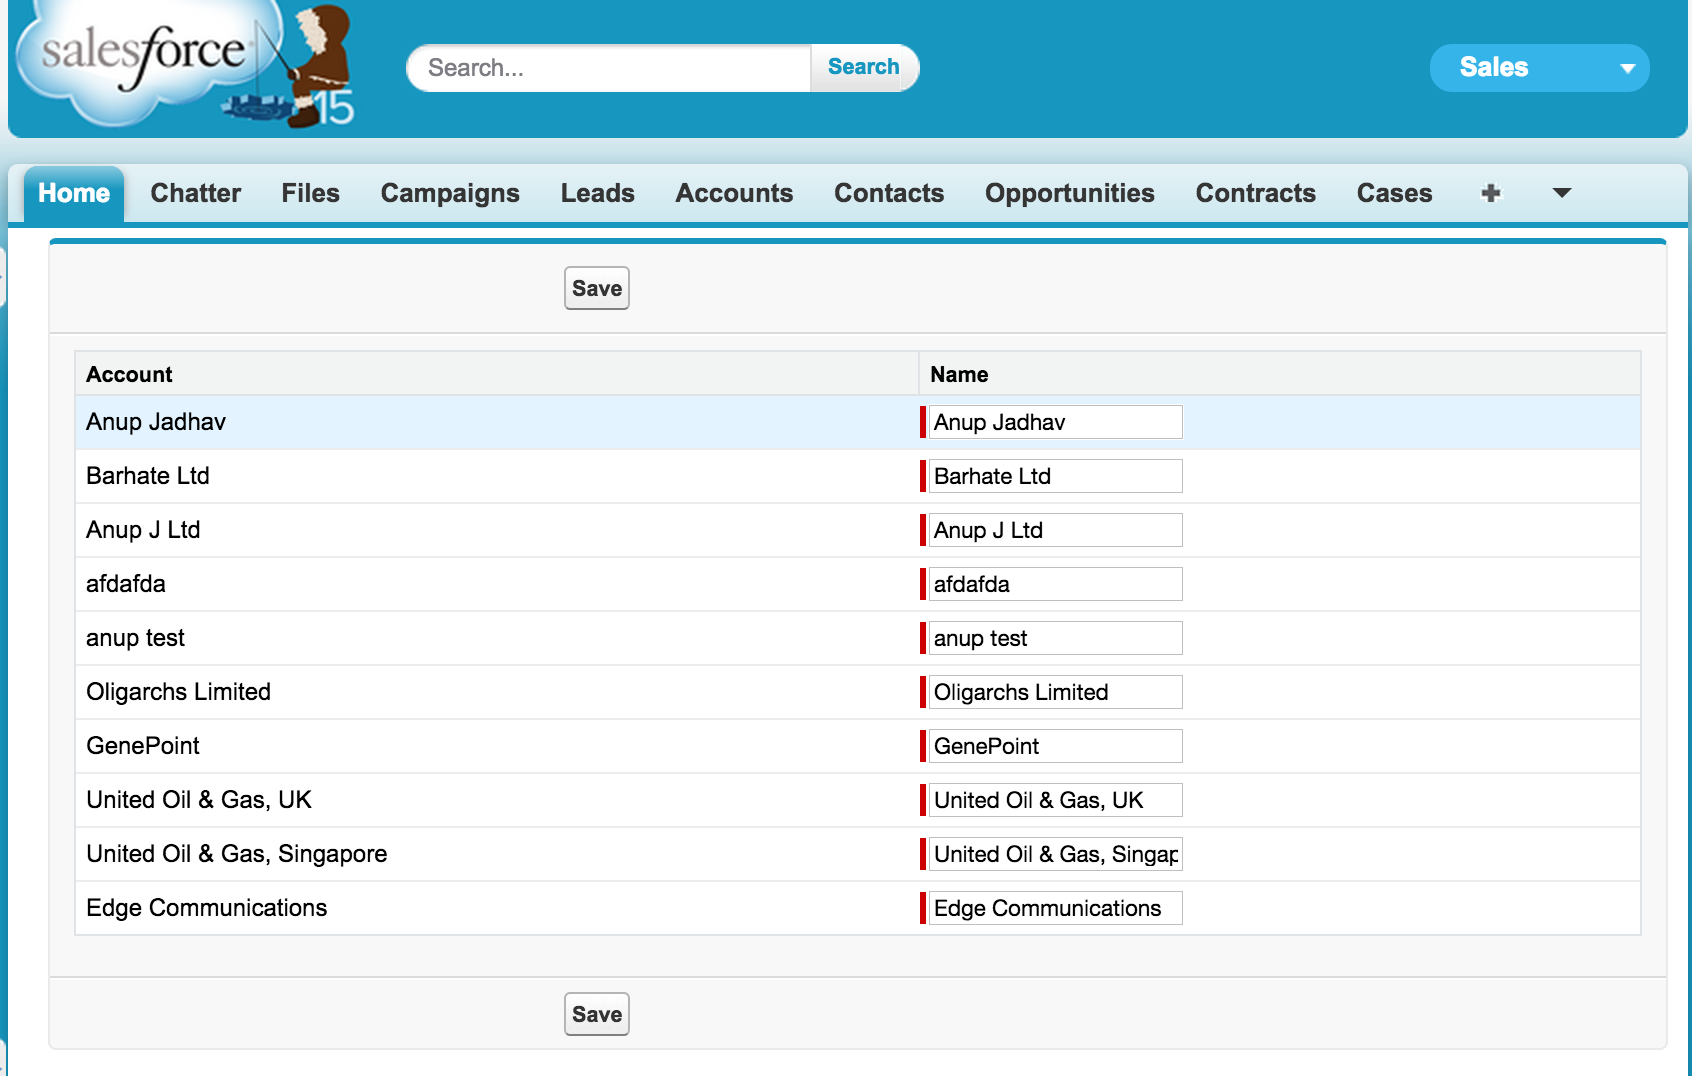 salesforce
15
Search...
Search
Sales
Home Chatter Files Campaigns Leads Accounts Contacts Opportunities Contracts Cases
Save
Account Name
Anup Jadhav Anup Jadhav
Barhate Ltd Barhate Ltd
Anup J Ltd Anup J Ltd
afdafda afdafda
anup test anup test
Oligarchs Limited Oligarchs Limited
GenePoint GenePoint
United Oil & Gas, UK United Oil & Gas, UK
United Oil & Gas, Singapore United Oil & Gas, Singap
Edge Communications Edge Communications
Save